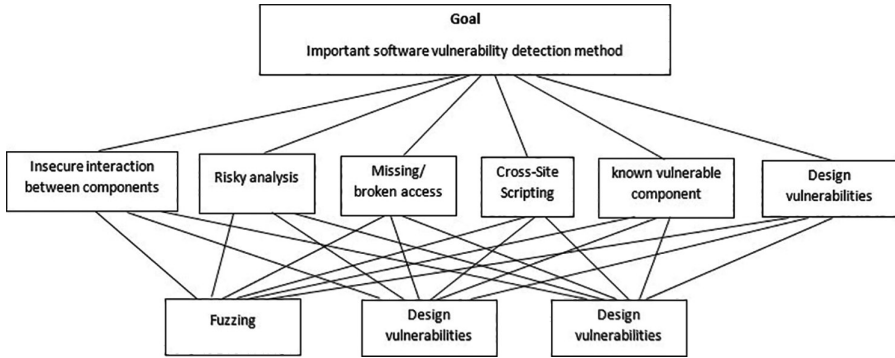 Goal
Important software vulnerability detection method
Insecure interaction
between components
Risky analysis
Missing/
broken access
Cross-Site
Scripting
known vulnerable
component
Design
vulnerabilities
Fuzzing
Design
vulnerabilities
Design
vulnerabilities